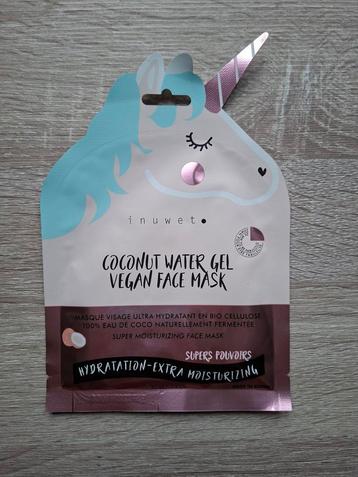 inuwet.
COCONUT WATER GEL
VEGAN FACE MASK
MASQUE VISAGE ULTRA HYDRATANT EN BIO CELLULOSE
100% EAU DE COCO NATURELLEMENT FERMENTÉE
SUPER MOISTURIZING FACE MASK
SUPERS POUVOIRS
HYDRATATION-EXTRA MOISTURIZING